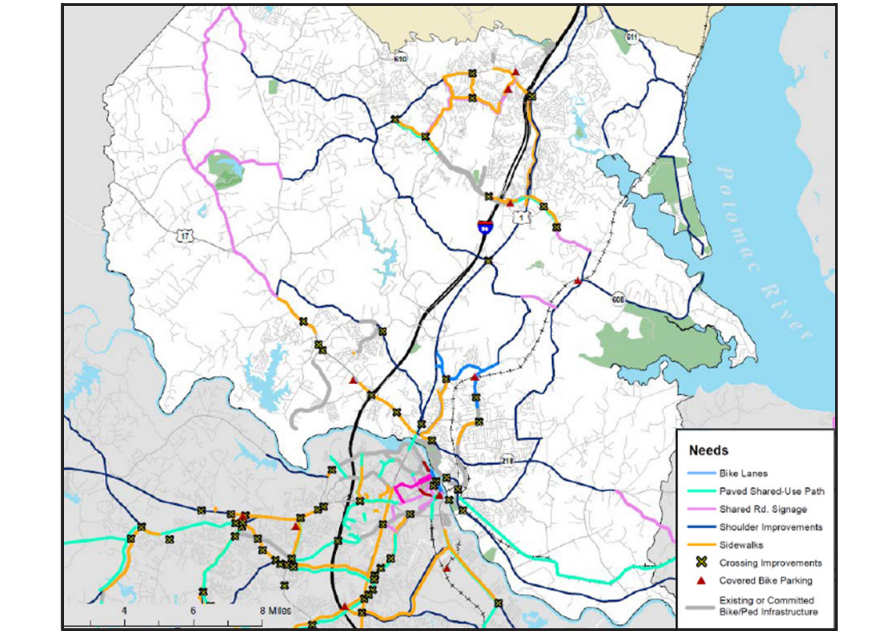 611
610
1
17
Potomac River
608
218
Needs
Bike Lanes
Paved Shared-Use Path
Shared Rd. Signage
Shoulder Improvements
Sidewalks
Crossing Improvements
Covered Bike Parking
Existing or Committed
Bike/Ped Infrastructure
4 6 8 Miles